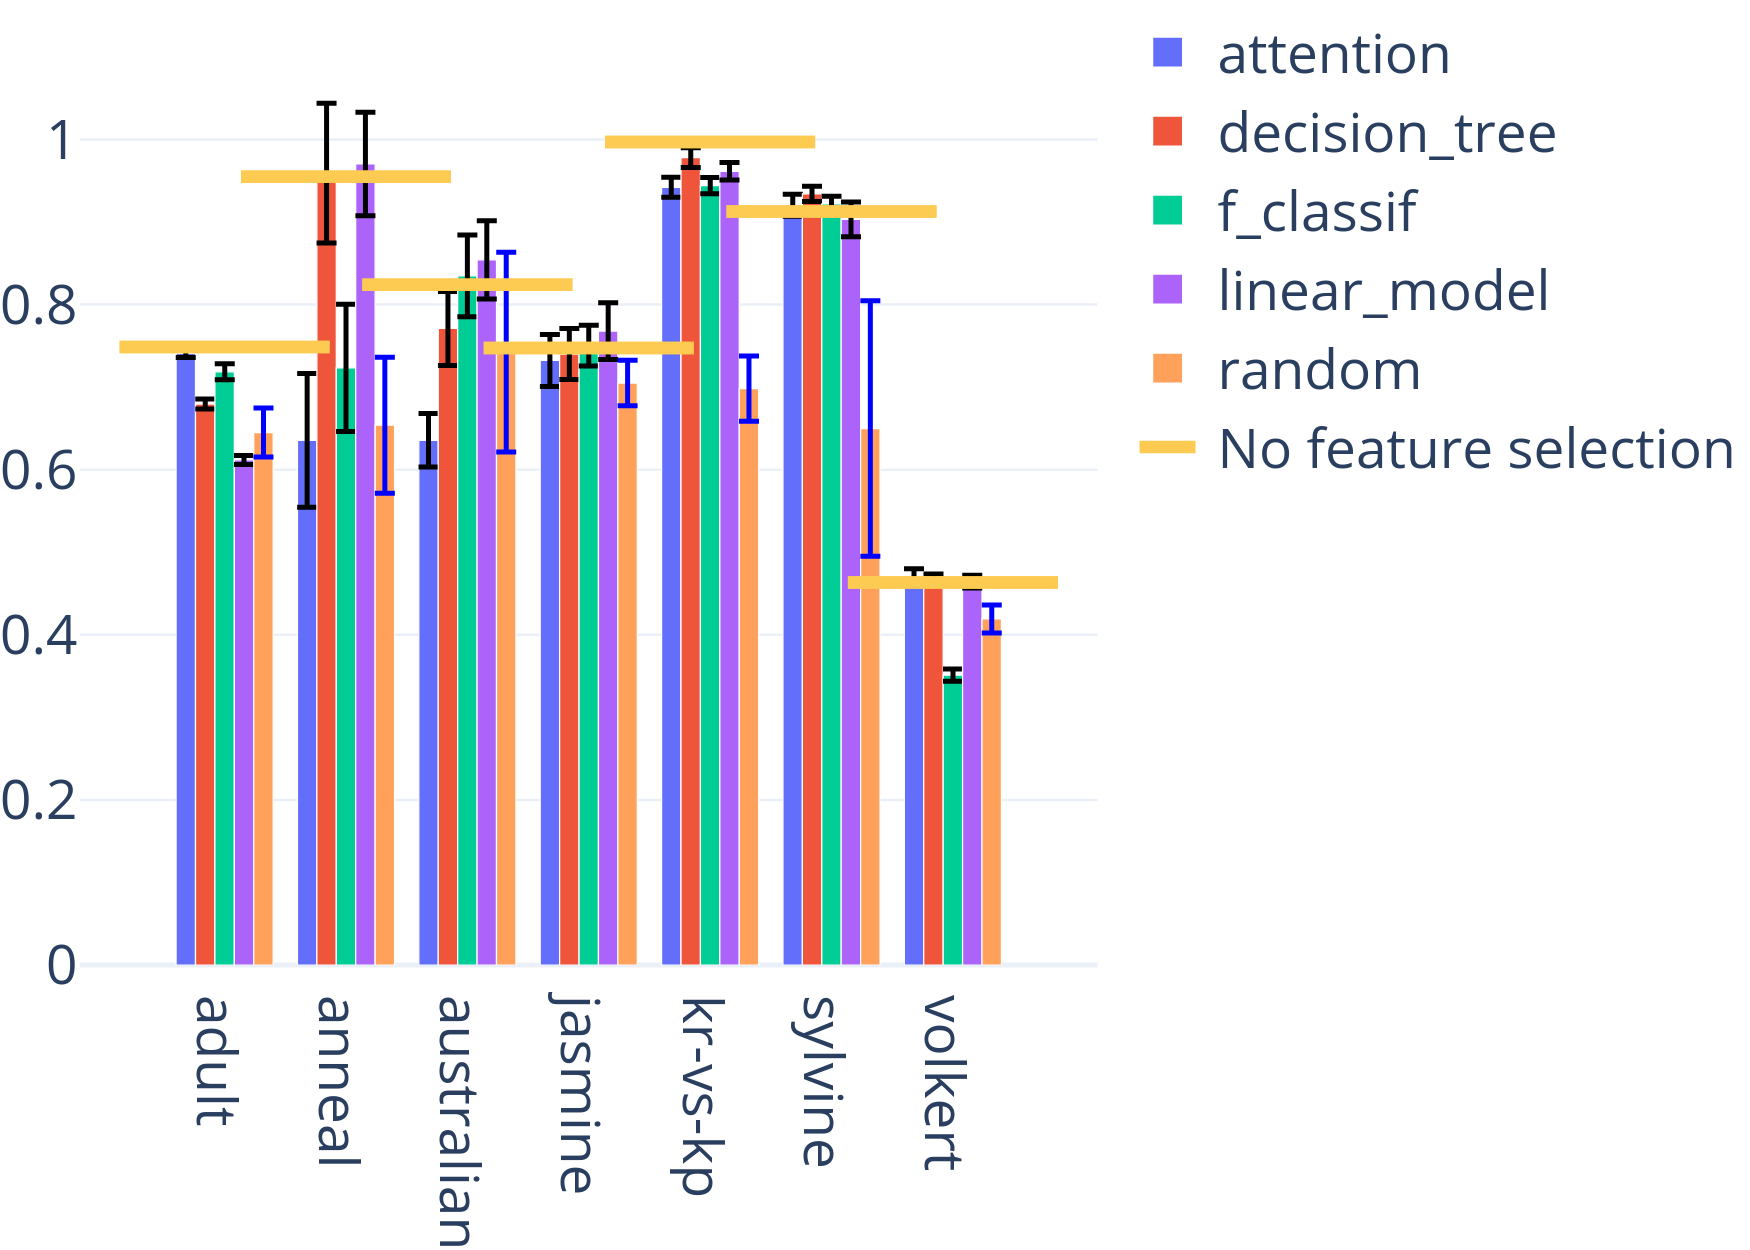 attention
decision_tree
f_classif
linear_model
random
No feature selection
1
0.8
0.6
0.4
0.2
0
adult
anneal
australian
jasmine
kr-vs-kp
sylvine
volkert